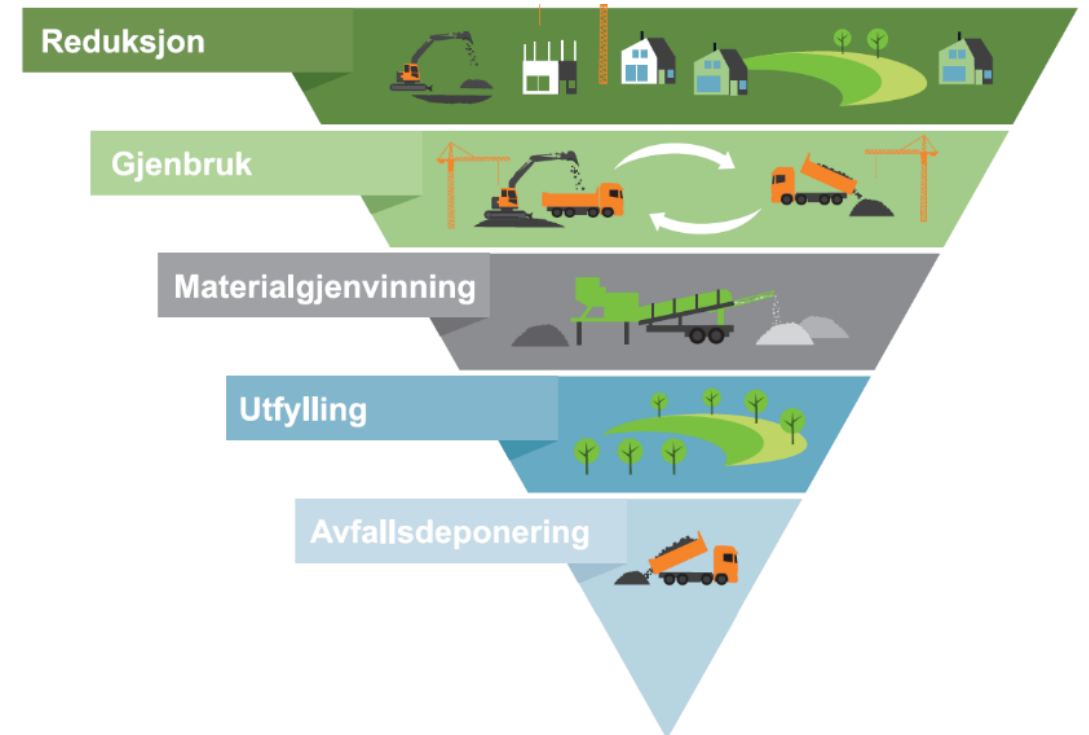 Reduksjon
Gjenbruk
Materialgjenvinning
Utfylling
Avfallsdeponering